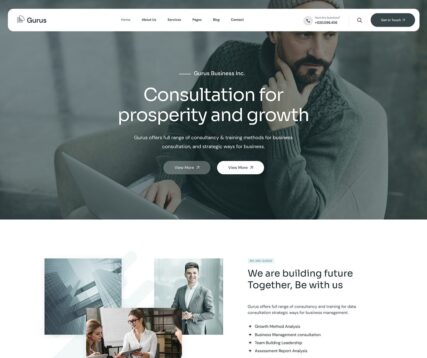 Gurus
Home
About Us
Services
Pages
Blog
Contact
Get In Touch
Gurus Business Inc.
Consultation for
prosperity and growth
Gurus offers full range of consultancy & training methods for business
consultation, and strategic ways for business.
View More
View More
We are building future
Together, Be with us
Gurus offers full range of consultancy and training for data
consultation strategic ways for business management
Growth Method Analysis
Business Management consultation
Team Building Leadership
Assessment Report Analysis